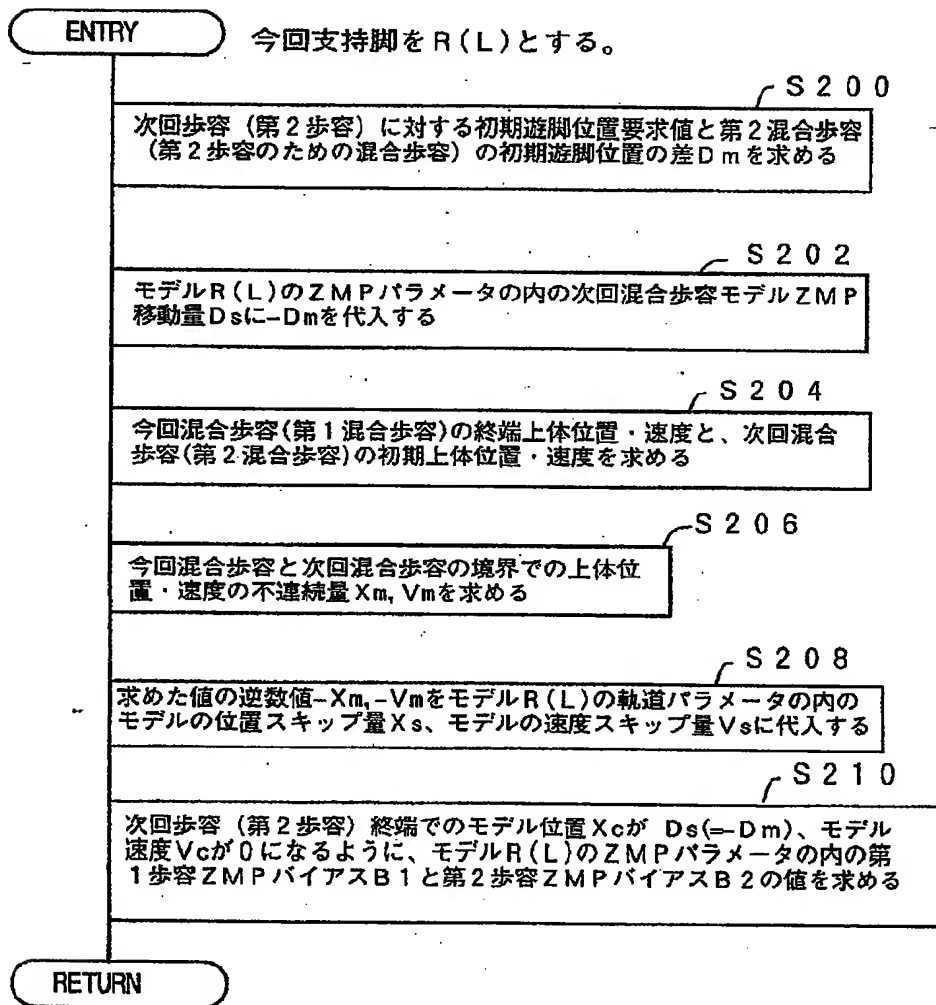 ENTRY
今回支持脚をR(L)とする。
S200
次回歩容(第2歩容)に対する初期遊脚位置要求値と第2混合歩容
(第2歩容のための混合歩容)の初期遊脚位置の差Dmを求める
S202
モデルR(L)のZMPパラメータの内の次回混合歩容モデルZMP
移動量Dsに-Dmを代入する
S204
今回混合歩容(第1混合歩容)の終端上体位置・速度と、次回混合
歩容(第2混合歩容)の初期上体位置・速度を求める
S206
今回混合歩容と次回混合歩容の境界での上体位
置・速度の不連続量Xm,Vmを求める
S208
求めた値の逆数値-Xm,-VmをモデルR(L)の軌道パラメータの内の
モデルの位置スキップ量Xs、モデルの速度スキップ量Vsに代入する
S210
次回歩容(第2歩容)終端でのモデル位置Xcが Ds(=-Dm)、モデル
速度Vcが0になるように、モデルR(L)のZMPパラメータの内の第
1歩容ZMPバイアスB1と第2歩容ZMPバイアスB2の値を求める
RETURN